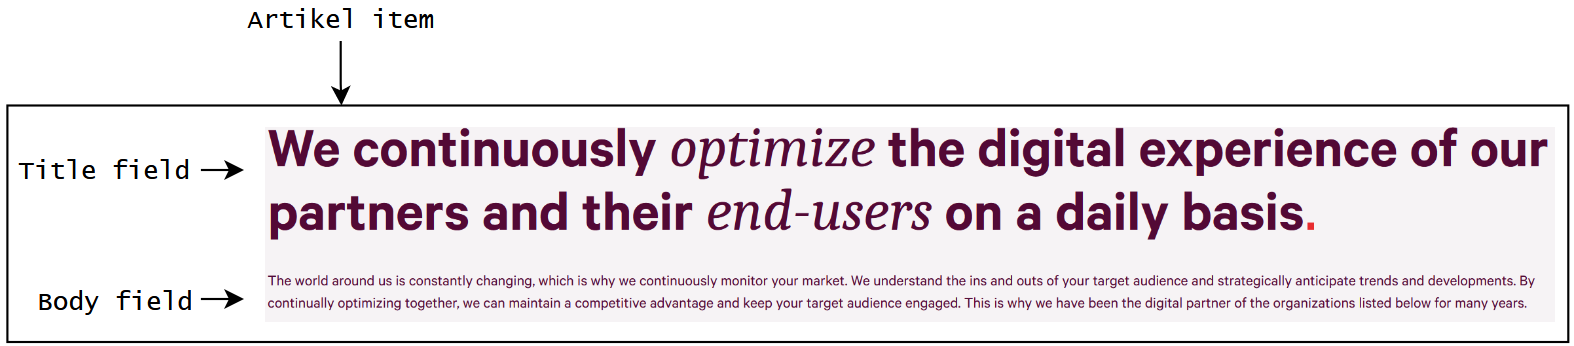 Artikel item
Title field
We continuously optimize the digital experience of our
partners and their end-users on a daily basis.
Body field
The world around us is constantly changing, which is why we continuously monitor your market. We understand the ins and outs of your target audience and strategically anticipate trends and developments. By
continually optimizing together, we can maintain a competitive advantage and keep your target audience engaged. This is why we have been the digital partner of the organizations listed below for many years.